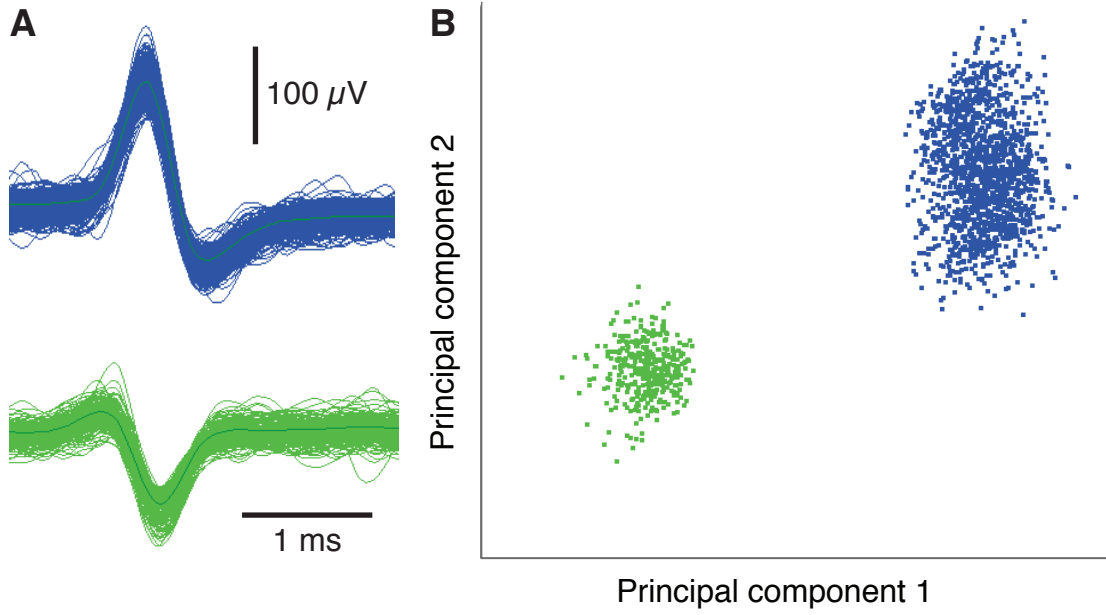 A
100 µV
1 ms
B
Principal component 2
Principal component 1